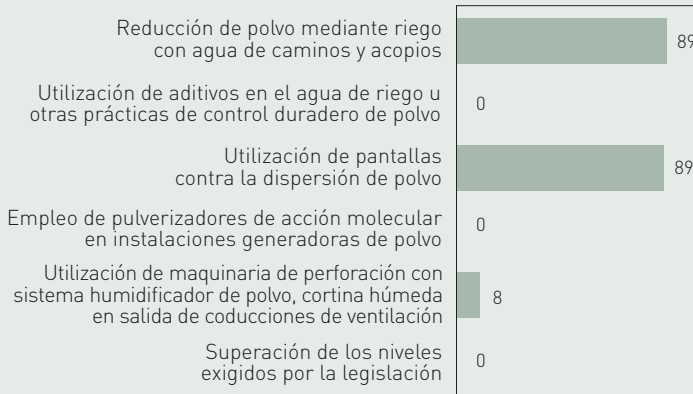 Reducción de polvo mediante riego
con agua de caminos y acopios
89
Utilización de aditivos en el agua de riego u
otras prácticas de control duradero de polvo
0
Utilización de pantallas
contra la dispersión de polvo
89
Empleo de pulverizadores de acción molecular
en instalaciones generadoras de polvo
0
Utilización de maquinaria de perforación con
sistema humidificador de polvo, cortina húmeda
en salida de coducciones de ventilación
8
Superación de los niveles
exigidos por la legislación
0